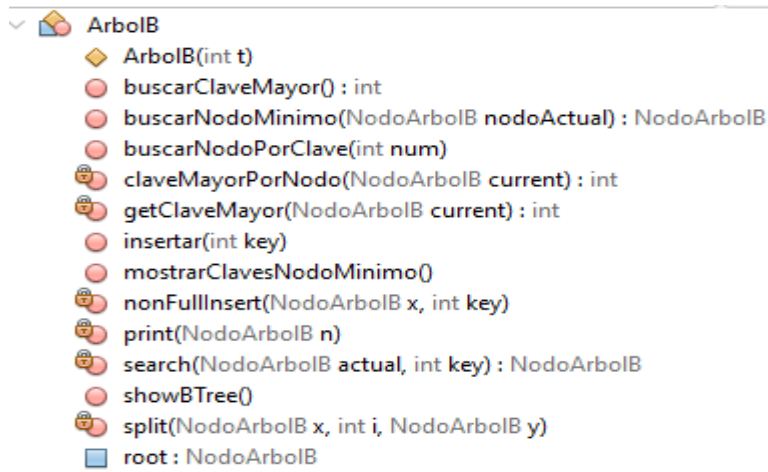 ArbolB
ArbolB(int t)
buscarClaveMayor() : int
buscarNodoMinimo(NodoArbolB nodoActual) : NodoArbolB
buscarNodoPorClave(int num)
claveMayorPorNodo(NodoArbolB current) : int
getClaveMayor(NodoArbolB current) : int
insertar(int key)
mostrarClavesNodoMinimo()
nonFullInsert(NodoArbolB x, int key)
print(NodoArbolB n)
search(NodoArbolB actual, int key) : NodoArbolB
showBTree()
split(NodoArbolB x, int i, NodoArbolB y)
root : NodoArbolB